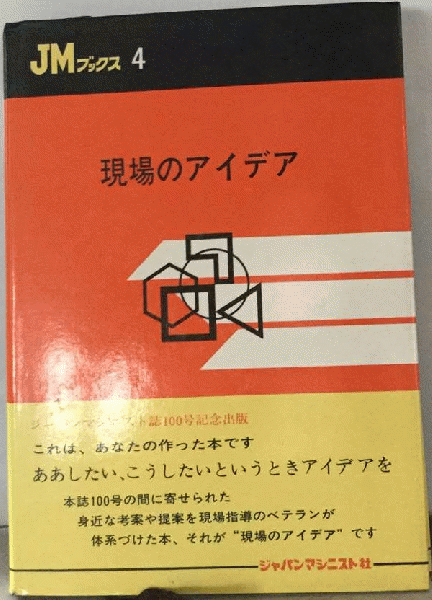 JMブックス 4
現場のアイデア
ジャパンマシニスト誌100号記念出版
これは、あなたの作った本です
ああしたい、こうしたいというときアイデアを
本誌100号の間に寄せられた
身近な考案や提案を現場指導のベテランが
体系づけた本、それが“現場のアイデア”です
ジャパンマシニスト社